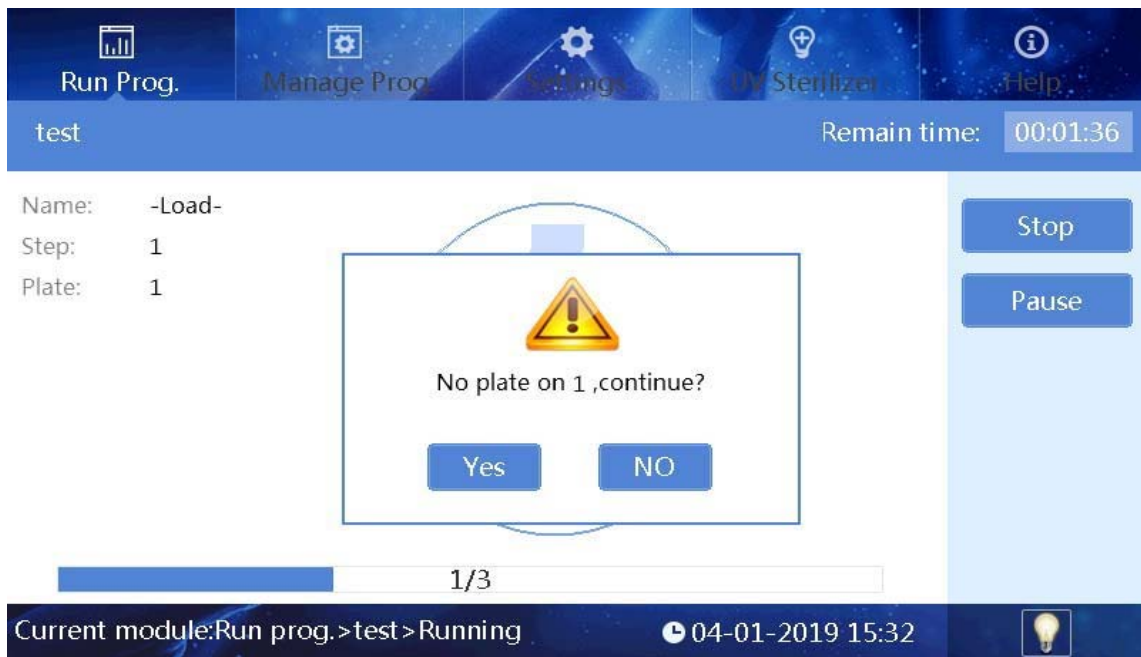 Run Prog. Manage Prog. Settings UV Sterilizer Help
test Remain time: 00:01:36
Name: -Load-
Step: 1
Plate: 1
Stop
Pause
No plate on 1 ,continue?
Yes NO
1/3
Current module:Run prog.>test>Running 04-01-2019 15:32